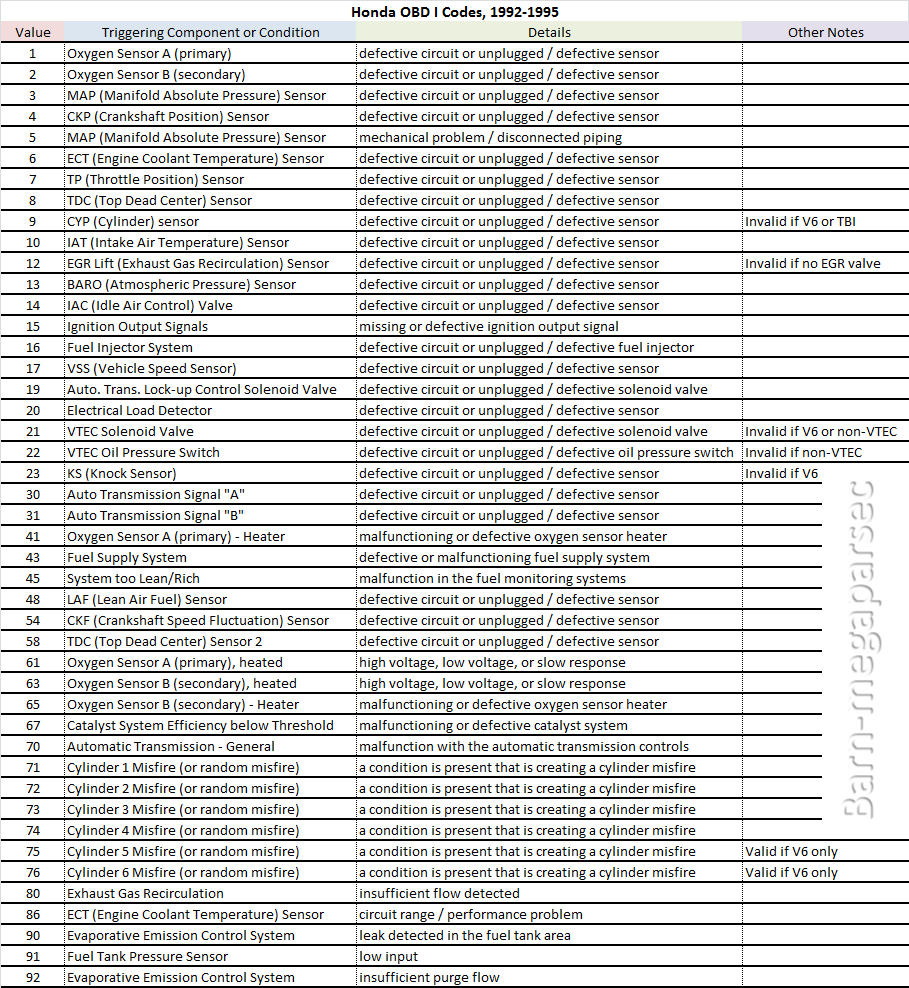 Honda OBD I Codes, 1992-1995
Value Triggering Component or Condition Details Other Notes
1 Oxygen Sensor A (primary) defective circuit or unplugged / defective sensor
2 Oxygen Sensor B (secondary) defective circuit or unplugged / defective sensor
3 MAP (Manifold Absolute Pressure) Sensor defective circuit or unplugged / defective sensor
4 CKP (Crankshaft Position) Sensor defective circuit or unplugged / defective sensor
5 MAP (Manifold Absolute Pressure) Sensor mechanical problem / disconnected piping
6 ECT (Engine Coolant Temperature) Sensor defective circuit or unplugged / defective sensor
7 TP (Throttle Position) Sensor defective circuit or unplugged / defective sensor
8 TDC (Top Dead Center) Sensor defective circuit or unplugged / defective sensor
9 CYP (Cylinder) sensor defective circuit or unplugged / defective sensor Invalid if V6 or TBI
10 IAT (Intake Air Temperature) Sensor defective circuit or unplugged / defective sensor
12 EGR Lift (Exhaust Gas Recirculation) Sensor defective circuit or unplugged / defective sensor Invalid if no EGR valve
13 BARO (Atmospheric Pressure) Sensor defective circuit or unplugged / defective sensor
14 IAC (Idle Air Control) Valve defective circuit or unplugged / defective sensor
15 Ignition Output Signals missing or defective ignition output signal
16 Fuel Injector System defective circuit or unplugged / defective fuel injector
17 VSS (Vehicle Speed Sensor) defective circuit or unplugged / defective sensor
19 Auto. Trans. Lock-up Control Solenoid Valve defective circuit or unplugged / defective solenoid valve
20 Electrical Load Detector defective circuit or unplugged / defective sensor
21 VTEC Solenoid Valve defective circuit or unplugged / defective solenoid valve Invalid if V6 or non-VTEC
22 VTEC Oil Pressure Switch defective circuit or unplugged / defective oil pressure switch Invalid if non-VTEC
23 KS (Knock Sensor) defective circuit or unplugged / defective sensor Invalid if V6
30 Auto Transmission Signal "A" defective circuit or unplugged / defective sensor
31 Auto Transmission Signal "B" defective circuit or unplugged / defective sensor
41 Oxygen Sensor A (primary) - Heater malfunctioning or defective oxygen sensor heater
43 Fuel Supply System defective or malfunctioning fuel supply system
45 System too Lean/Rich malfunction in the fuel monitoring systems
48 LAF (Lean Air Fuel) Sensor defective circuit or unplugged / defective sensor
54 CKF (Crankshaft Speed Fluctuation) Sensor defective circuit or unplugged / defective sensor
58 TDC (Top Dead Center) Sensor 2 defective circuit or unplugged / defective sensor
61 Oxygen Sensor A (primary), heated high voltage, low voltage, or slow response
63 Oxygen Sensor B (secondary), heated high voltage, low voltage, or slow response
65 Oxygen Sensor B (secondary) - Heater malfunctioning or defective oxygen sensor heater
67 Catalyst System Efficiency below Threshold malfunctioning or defective catalyst system
70 Automatic Transmission - General malfunction with the automatic transmission controls
71 Cylinder 1 Misfire (or random misfire) a condition is present that is creating a cylinder misfire
72 Cylinder 2 Misfire (or random misfire) a condition is present that is creating a cylinder misfire
73 Cylinder 3 Misfire (or random misfire) a condition is present that is creating a cylinder misfire
74 Cylinder 4 Misfire (or random misfire) a condition is present that is creating a cylinder misfire
75 Cylinder 5 Misfire (or random misfire) a condition is present that is creating a cylinder misfire Valid if V6 only
76 Cylinder 6 Misfire (or random misfire) a condition is present that is creating a cylinder misfire Valid if V6 only
80 Exhaust Gas Recirculation insufficient flow detected
86 ECT (Engine Coolant Temperature) Sensor circuit range / performance problem
90 Evaporative Emission Control System leak detected in the fuel tank area
91 Fuel Tank Pressure Sensor low input
92 Evaporative Emission Control System insufficient purge flow